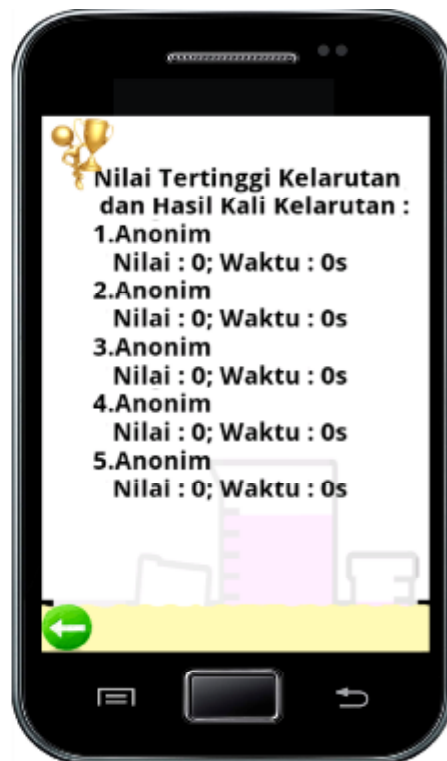 Nilai Tertinggi Kelarutan
dan Hasil Kali Kelarutan :
1.Anonim
Nilai : 0; Waktu : 0s
2.Anonim
Nilai : 0; Waktu : 0s
3.Anonim
Nilai : 0; Waktu : 0s
4.Anonim
Nilai : 0; Waktu : 0s
5.Anonim
Nilai : 0; Waktu : 0s